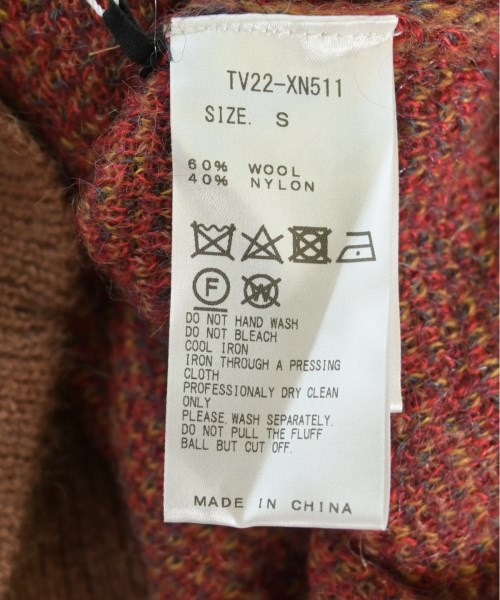 TV22-XN511
SIZE. S
60% WOOL
40% NYLON
F W
DO NOT HAND WASH
DO NOT BLEACH
COOL IRON
IRON THROUGH A PRESSING
CLOTH
PROFESSIONALY DRY CLEAN
ONLY
PLEASE WASH SEPARATELY.
DO NOT PULL THE FLUFF
BALL BUT CUT OFF.
MADE IN CHINA